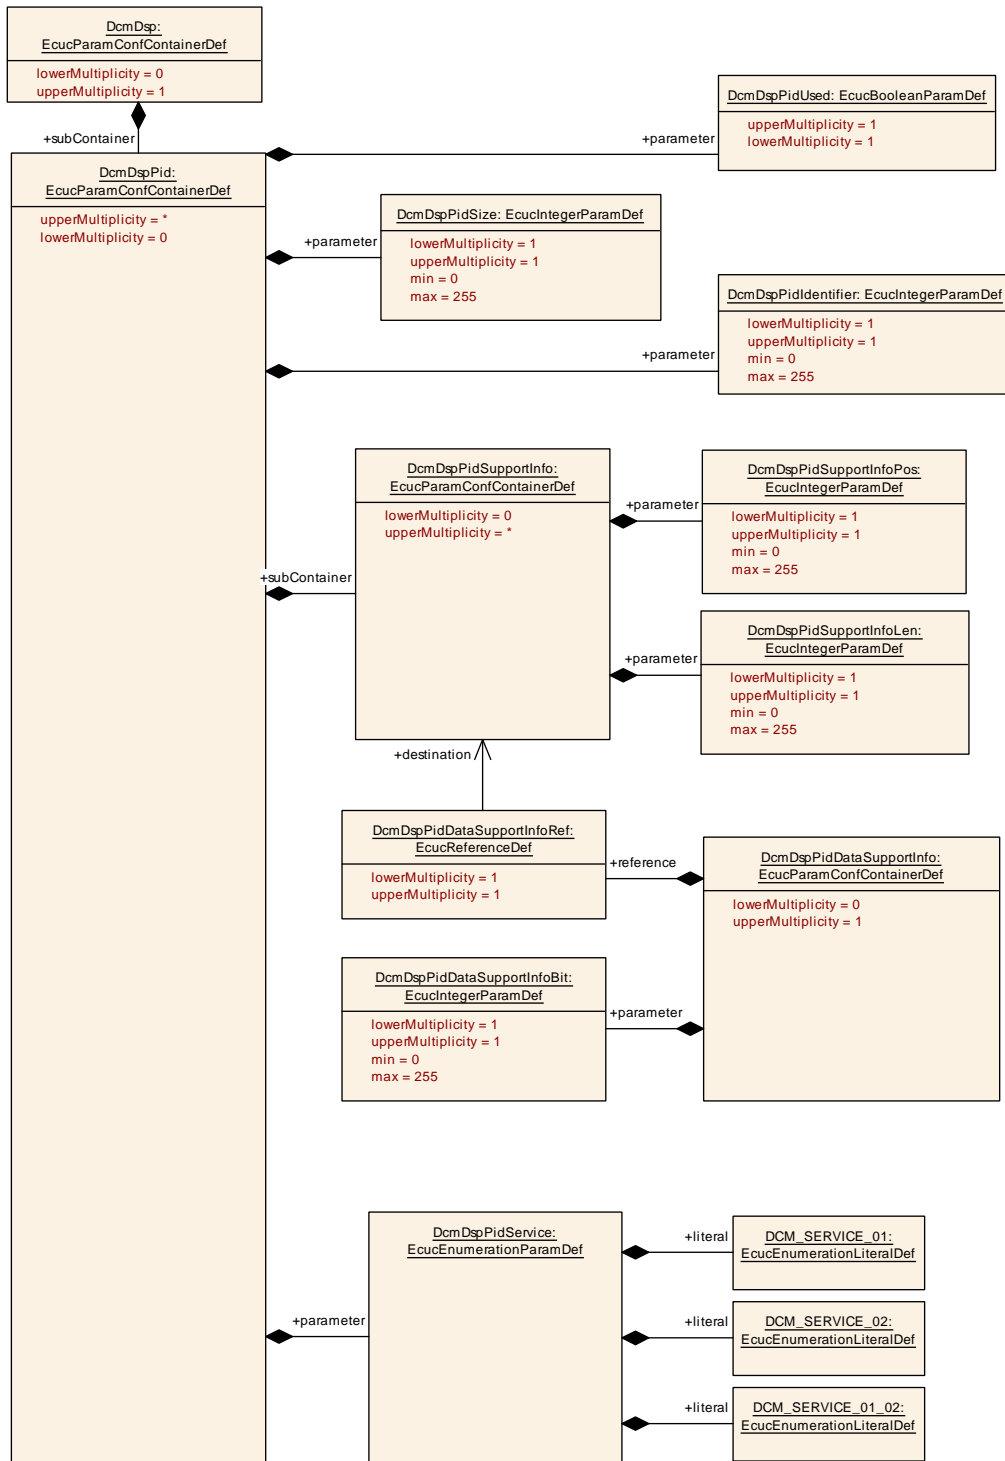 DcmDsp:
EcucParamConfContainerDef
lowerMultiplicity = 0
upperMultiplicity = 1
+subContainer
DcmDspPid:
EcucParamConfContainerDef
upperMultiplicity = *
lowerMultiplicity = 0
+parameter
DcmDspPidUsed: EcucBooleanParamDef
upperMultiplicity = 1
lowerMultiplicity = 1
+parameter
DcmDspPidSize: EcucIntegerParamDef
lowerMultiplicity = 1
upperMultiplicity = 1
min = 0
max = 255
+parameter
DcmDspPidIdentifier: EcucIntegerParamDef
lowerMultiplicity = 1
upperMultiplicity = 1
min = 0
max = 255
+subContainer
DcmDspPidSupportInfo:
EcucParamConfContainerDef
lowerMultiplicity = 0
upperMultiplicity = *
+parameter
DcmDspPidSupportInfoPos:
EcucIntegerParamDef
lowerMultiplicity = 1
upperMultiplicity = 1
min = 0
max = 255
+parameter
DcmDspPidSupportInfoLen:
EcucIntegerParamDef
lowerMultiplicity = 1
upperMultiplicity = 1
min = 0
max = 255
+destination
DcmDspPidDataSupportInfoRef:
EcucReferenceDef
lowerMultiplicity = 1
upperMultiplicity = 1
+reference
DcmDspPidDataSupportInfo:
EcucParamConfContainerDef
lowerMultiplicity = 0
upperMultiplicity = 1
DcmDspPidDataSupportInfoBit:
EcucIntegerParamDef
lowerMultiplicity = 1
upperMultiplicity = 1
min = 0
max = 255
+parameter
+parameter
DcmDspPidService:
EcucEnumerationParamDef
+literal
DCM_SERVICE_01:
EcucEnumerationLiteralDef
+literal
DCM_SERVICE_02:
EcucEnumerationLiteralDef
+literal
DCM_SERVICE_01_02:
EcucEnumerationLiteralDef